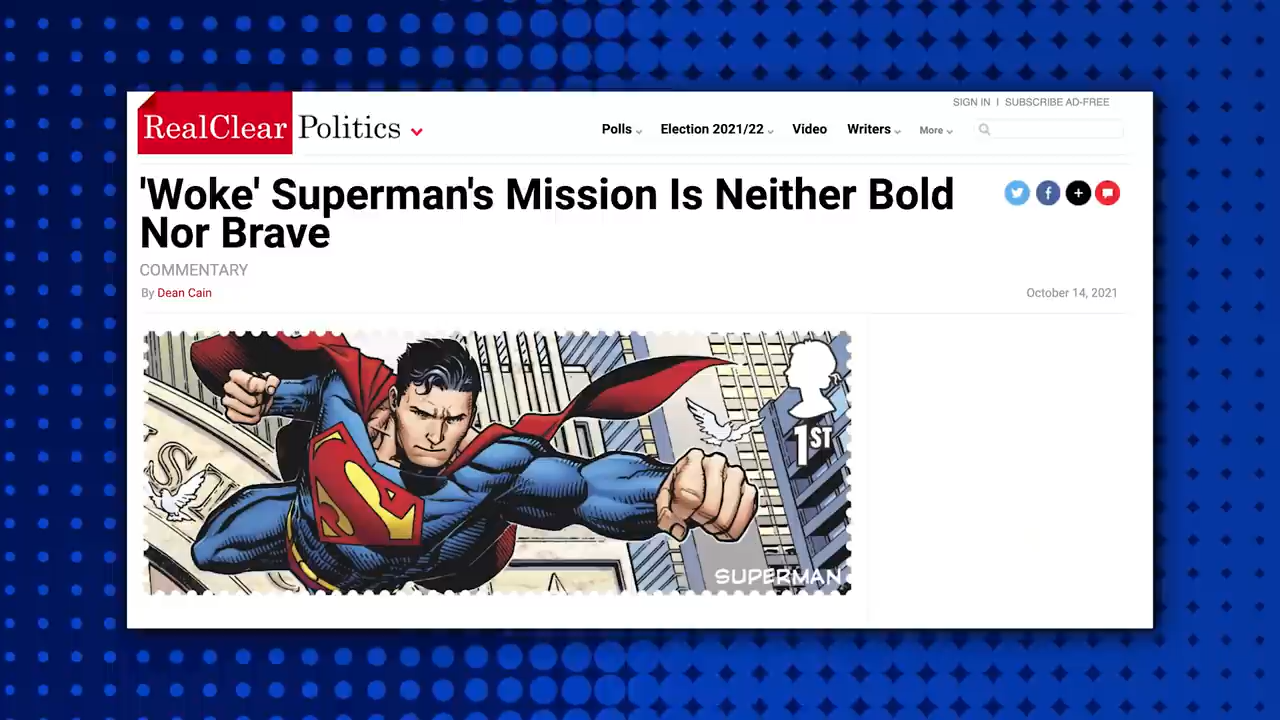 SIGN IN | SUBSCRIBE AD-FREE
RealClear Politics
Polls Election 2021/22 Video Writers More
'Woke' Superman's Mission Is Neither Bold
Nor Brave
COMMENTARY
By Dean Cain
October 14, 2021
1ST
SUPERMAN